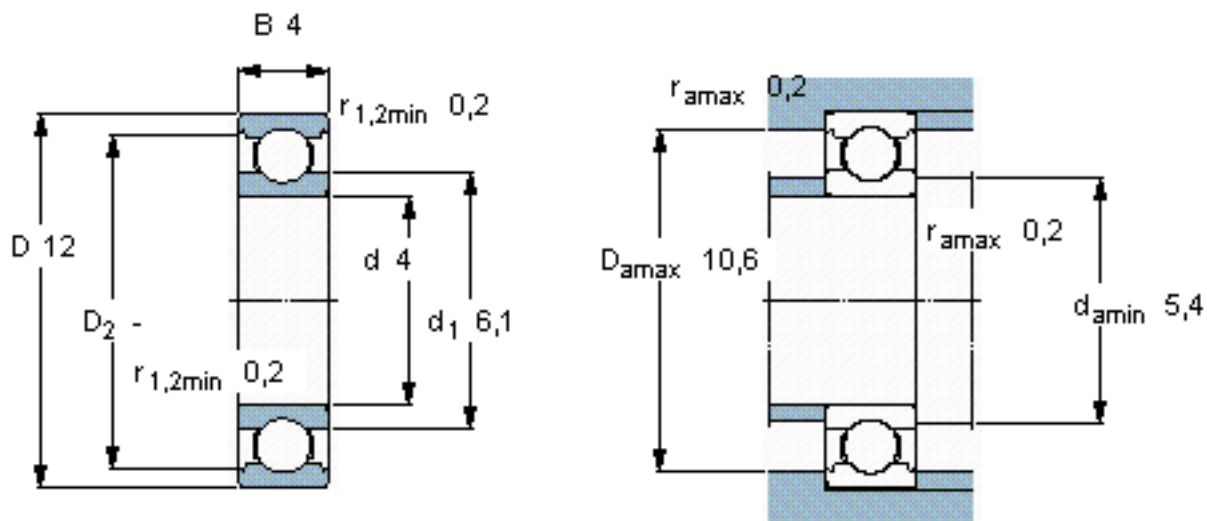 B 4
r1,2min 0,2
D 12
d 4
D2 -
d1 6,1
r1,2min 0,2
ramax 0,2
ramax 0,2
Damax 10,6
damin 5,4